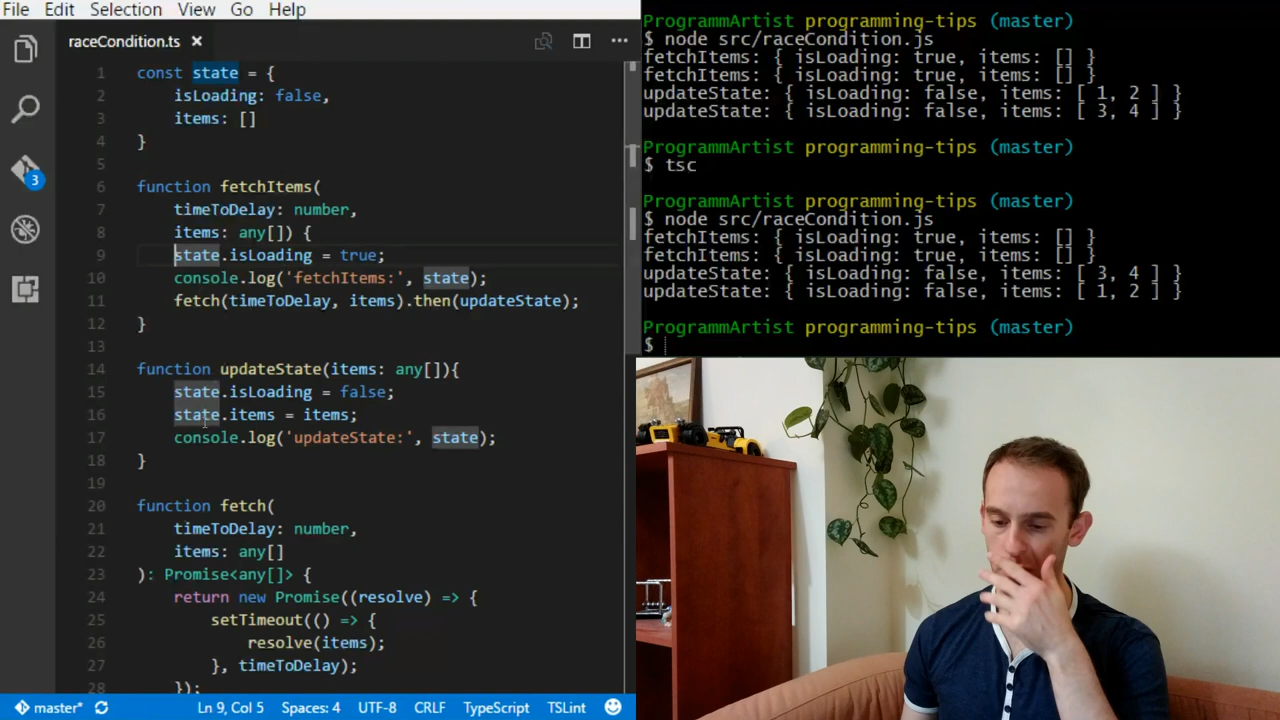 File Edit Selection View Go Help
raceCondition.ts
1 const state = {
2 isLoading: false,
3 items: []
4 }
5
6 function fetchItems(
7 timeToDelay: number,
8 items: any[]) {
9 state.isLoading = true;
10 console.log('fetchItems:', state);
11 fetch(timeToDelay, items).then(updateState);
12 }
13
14 function updateState(items: any[]){
15 state.isLoading = false;
16 state.items = items;
17 console.log('updateState:', state);
18 }
19
20 function fetch(
21 timeToDelay: number,
22 items: any[]
23 ): Promise<any[]> {
24 return new Promise((resolve) => {
25 setTimeout(() => {
26 resolve(items);
27 }, timeToDelay);
28 });
3
master* Ln 9, Col 5 Spaces: 4 UTF-8 CRLF TypeScript TSLint
ProgrammArtist programming-tips (master)
$ node src/raceCondition.js
fetchItems: { isLoading: true, items: [] }
fetchItems: { isLoading: true, items: [] }
updateState: { isLoading: false, items: [ 1, 2 ] }
updateState: { isLoading: false, items: [ 3, 4 ] }
ProgrammArtist programming-tips (master)
$ tsc
ProgrammArtist programming-tips (master)
$ node src/raceCondition.js
fetchItems: { isLoading: true, items: [] }
fetchItems: { isLoading: true, items: [] }
updateState: { isLoading: false, items: [ 3, 4 ] }
updateState: { isLoading: false, items: [ 1, 2 ] }
ProgrammArtist programming-tips (master)
$